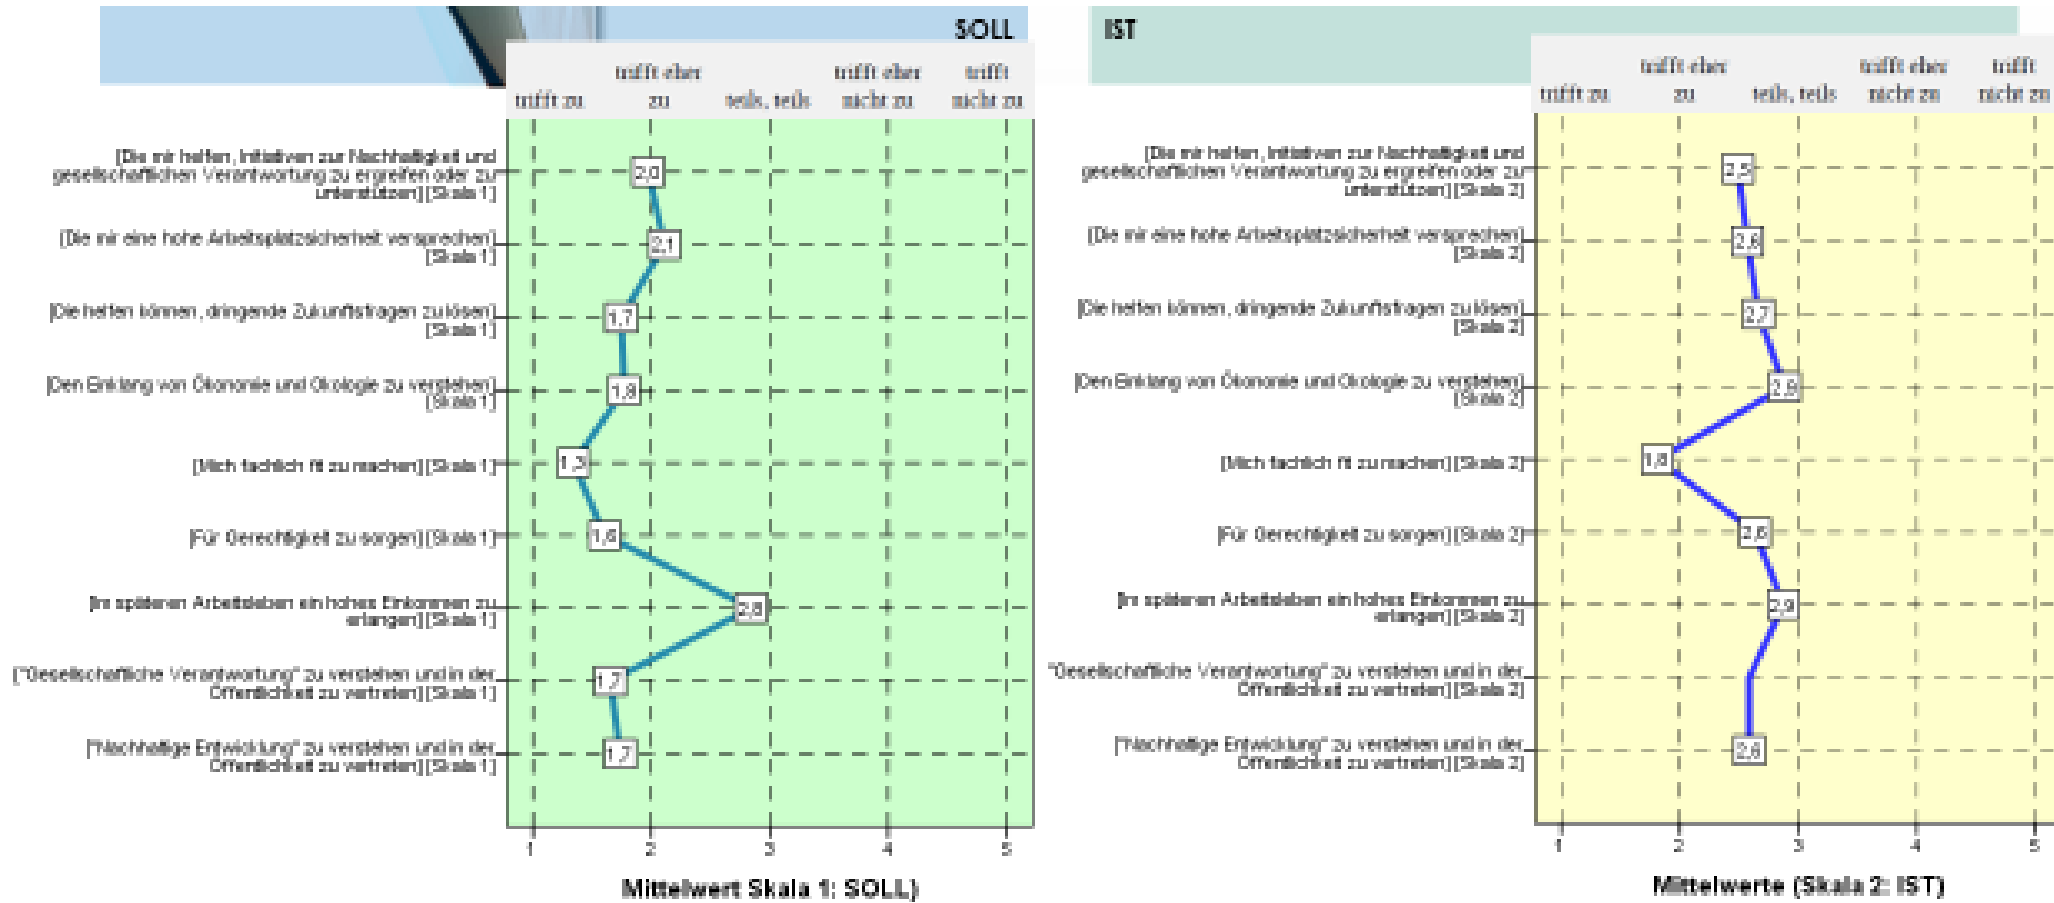 SOLL
trifft eher
trifft eher
trifft
trifft zu
zu
teils, teils
nicht zu
nicht zu
[Die mir helfen, Initiativen zur Nachhaltigkeit und
gesellschaftlichen Verantwortung zu ergreifen oder zu
unterstützen] [Skala 1]
2,0
[Die mir eine hohe Arbeitsplatzsicherheit versprechen]
[Skala 1]
2,1
[Die helfen können, dringende Zukunftsfragen zu lösen]
[Skala 1]
1,7
[Den Einklang von Ökonomie und Ökologie zu verstehen]
[Skala 1]
1,8
[Mich fachlich fit zu machen] [Skala 1]
1,3
[Für Gerechtigkeit zu sorgen] [Skala 1]
1,6
[Im späteren Arbeitsleben ein hohes Einkommen zu
erlangen] [Skala 1]
2,8
["Gesellschaftliche Verantwortung" zu verstehen und in der
Öffentlichkeit zu vertreten] [Skala 1]
1,7
["Nachhaltige Entwicklung" zu verstehen und in der
Öffentlichkeit zu vertreten] [Skala 1]
1,7
1 2 3 4 5
Mittelwert Skala 1: SOLL)
IST
trifft eher
trifft eher
trifft
trifft zu
zu
teils, teils
nicht zu
nicht zu
[Die mir helfen, Initiativen zur Nachhaltigkeit und
gesellschaftlichen Verantwortung zu ergreifen oder zu
unterstützen] [Skala 2]
2,5
[Die mir eine hohe Arbeitsplatzsicherheit versprechen]
[Skala 2]
2,6
[Die helfen können, dringende Zukunftsfragen zu lösen]
[Skala 2]
2,7
[Den Einklang von Ökonomie und Ökologie zu verstehen]
[Skala 2]
2,9
[Mich fachlich fit zu machen] [Skala 2]
1,8
[Für Gerechtigkeit zu sorgen] [Skala 2]
2,6
[Im späteren Arbeitsleben ein hohes Einkommen zu
erlangen] [Skala 2]
2,9
"Gesellschaftliche Verantwortung" zu verstehen und in der
Öffentlichkeit zu vertreten] [Skala 2]
["Nachhaltige Entwicklung" zu verstehen und in der
Öffentlichkeit zu vertreten] [Skala 2]
2,6
1 2 3 4 5
Mittelwerte (Skala 2: IST)